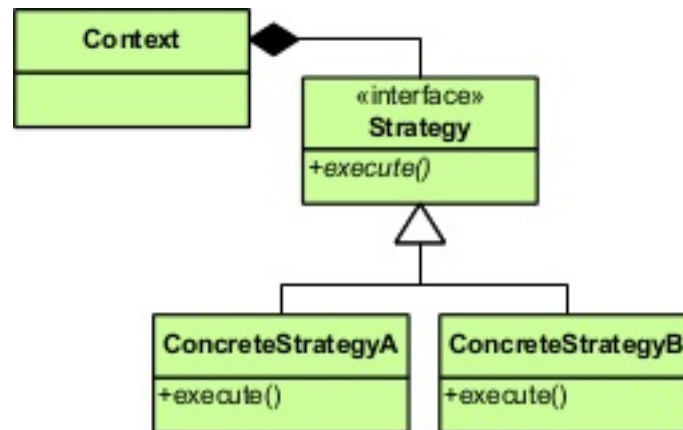 Context
«interface»
Strategy
+execute()
ConcreteStrategyA
+execute()
ConcreteStrategyB
+execute()